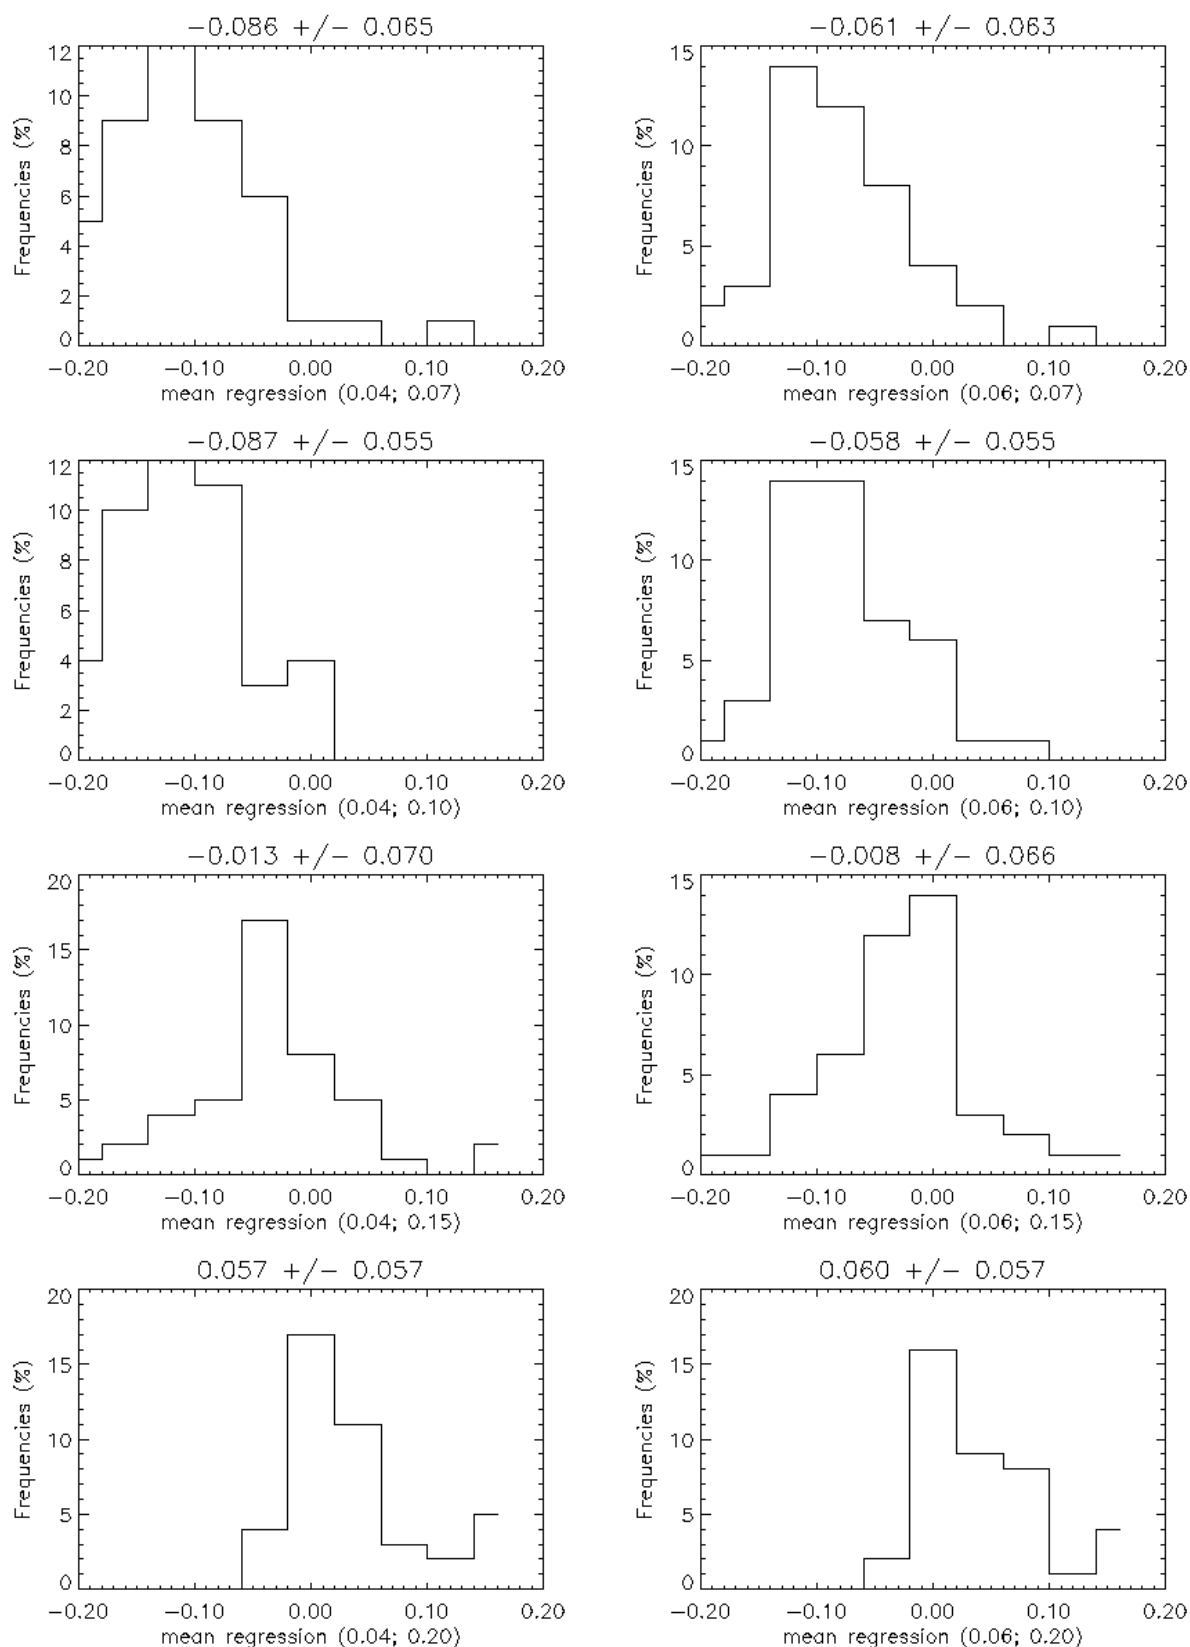 -0.086 +/- 0.065
Frequencies (%)
12
10
8
6
4
2
0
-0.20 -0.10 0.00 0.10 0.20
mean regression (0.04; 0.07)
-0.061 +/- 0.063
Frequencies (%)
15
10
5
0
-0.20 -0.10 0.00 0.10 0.20
mean regression (0.06; 0.07)
-0.087 +/- 0.055
Frequencies (%)
12
10
8
6
4
2
0
-0.20 -0.10 0.00 0.10 0.20
mean regression (0.04; 0.10)
-0.058 +/- 0.055
Frequencies (%)
15
10
5
0
-0.20 -0.10 0.00 0.10 0.20
mean regression (0.06; 0.10)
-0.013 +/- 0.070
Frequencies (%)
20
15
10
5
0
-0.20 -0.10 0.00 0.10 0.20
mean regression (0.04; 0.15)
-0.008 +/- 0.066
Frequencies (%)
15
10
5
0
-0.20 -0.10 0.00 0.10 0.20
mean regression (0.06; 0.15)
0.057 +/- 0.057
Frequencies (%)
20
15
10
5
0
-0.20 -0.10 0.00 0.10 0.20
mean regression (0.04; 0.20)
0.060 +/- 0.057
Frequencies (%)
20
15
10
5
0
-0.20 -0.10 0.00 0.10 0.20
mean regression (0.06; 0.20)